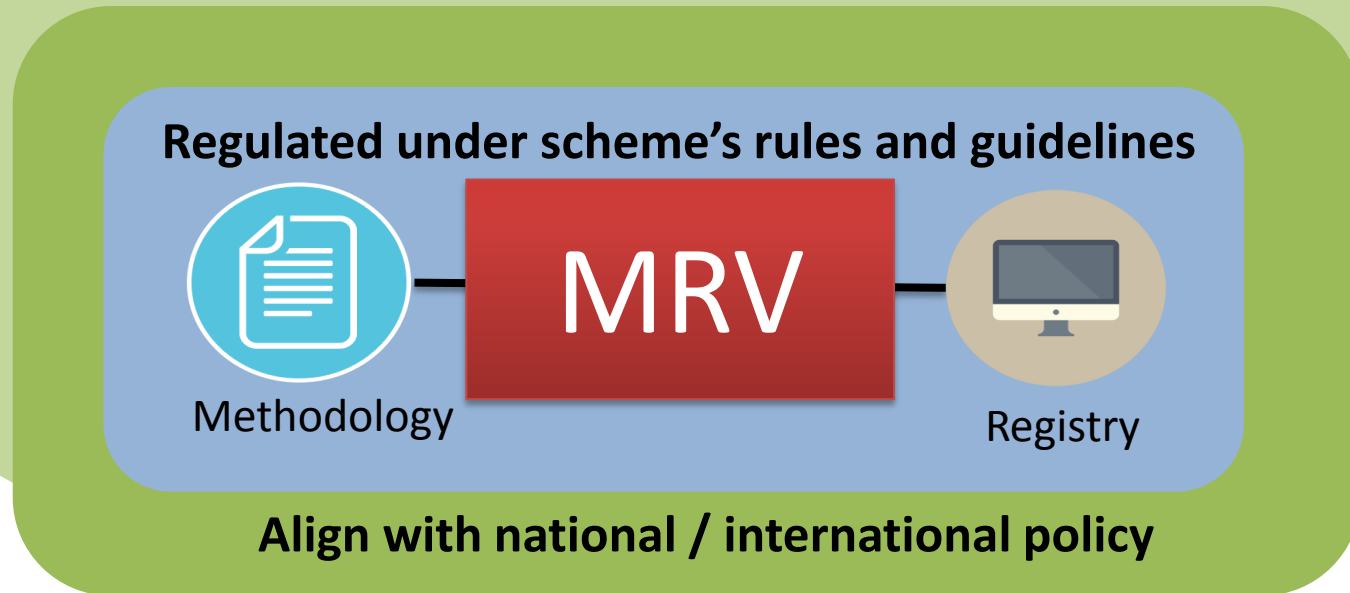 Regulated under scheme’s rules and guidelines
MRV
Methodology
Registry
Align with national / international policy